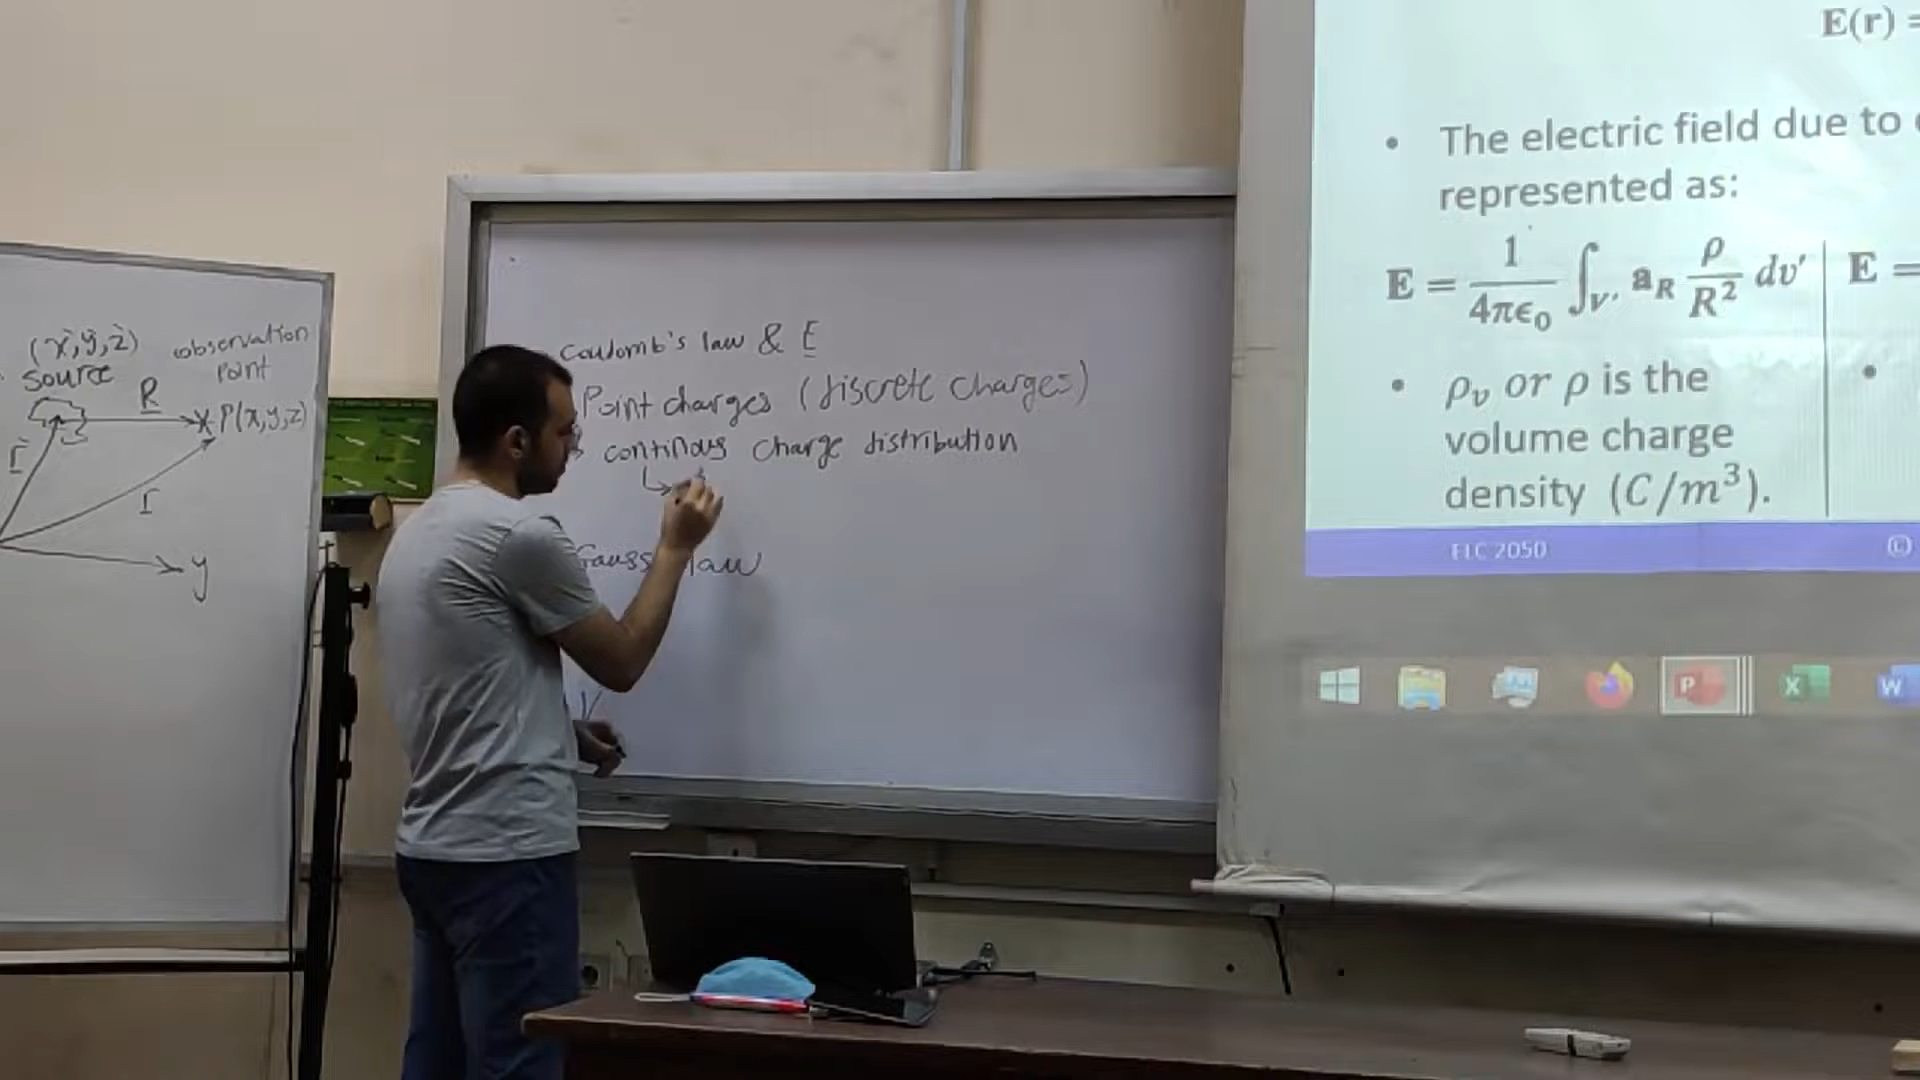 (x̀,ỳ,z̀)
source
observation
point
R
P(x,y,z)
r̀
r
y
Coulomb's law & E
Point charges (discrete charges)
continous charge distribution
Gauss law
V
E(r) =
• The electric field due to
represented as:
E = 1/4πϵ₀ ∫V' aR ρ/R² dv' | E =
• ρᵥ or ρ is the
volume charge
density (C/m³).
ELC 2050 ©
P X W